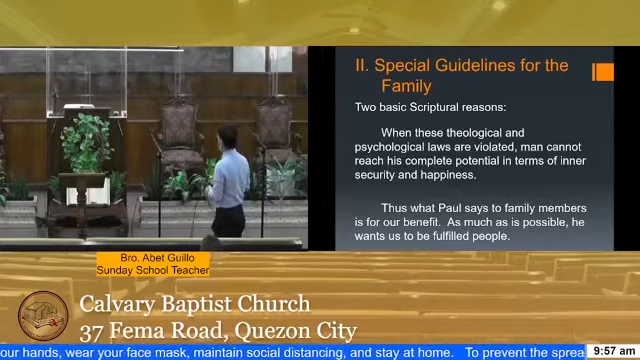 II. Special Guidelines for the
Family
Two basic Scriptural reasons:
When these theological and
psychological laws are violated, man cannot
reach his complete potential in terms of inner
security and happiness.
Thus what Paul says to family members
is for our benefit. As much as is possible, he
wants us to be fulfilled people.
Bro. Abet Guillo
Sunday School Teacher
Calvary Baptist Church
37 Fema Road, Quezon City
our hands, wear your face mask, maintain social distancing, and stay at home. To prevent the sprea
9:57 am